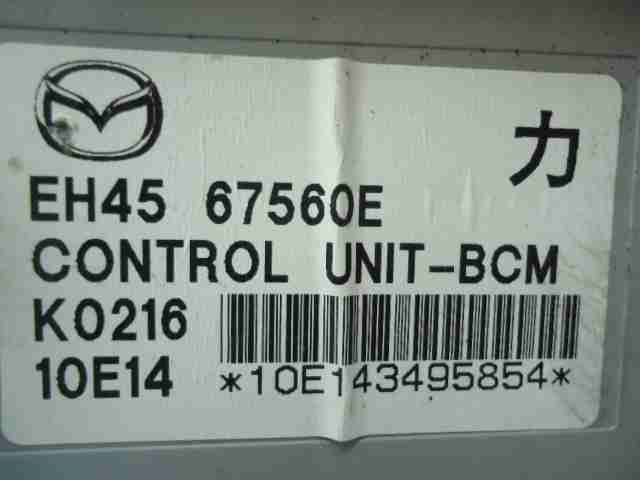 カ
EH45 67560E
CONTROL UNIT-BCM
K0216
10E14 *10E143495854*